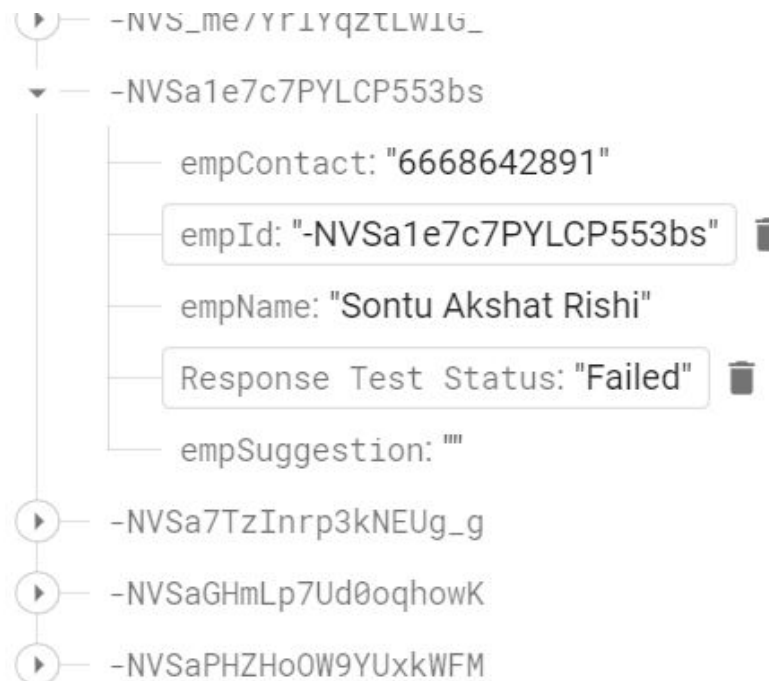 -NVSa1e7c7PYLCP553bs
empContact: "6668642891"
empId: "-NVSa1e7c7PYLCP553bs"
empName: "Sontu Akshat Rishi"
Response Test Status: "Failed"
empSuggestion: ""
-NVSa7TzInrp3kNEUg_g
-NVSaGHmLp7Ud0oqhowK
-NVSaPHZHoOW9YUxkWFM